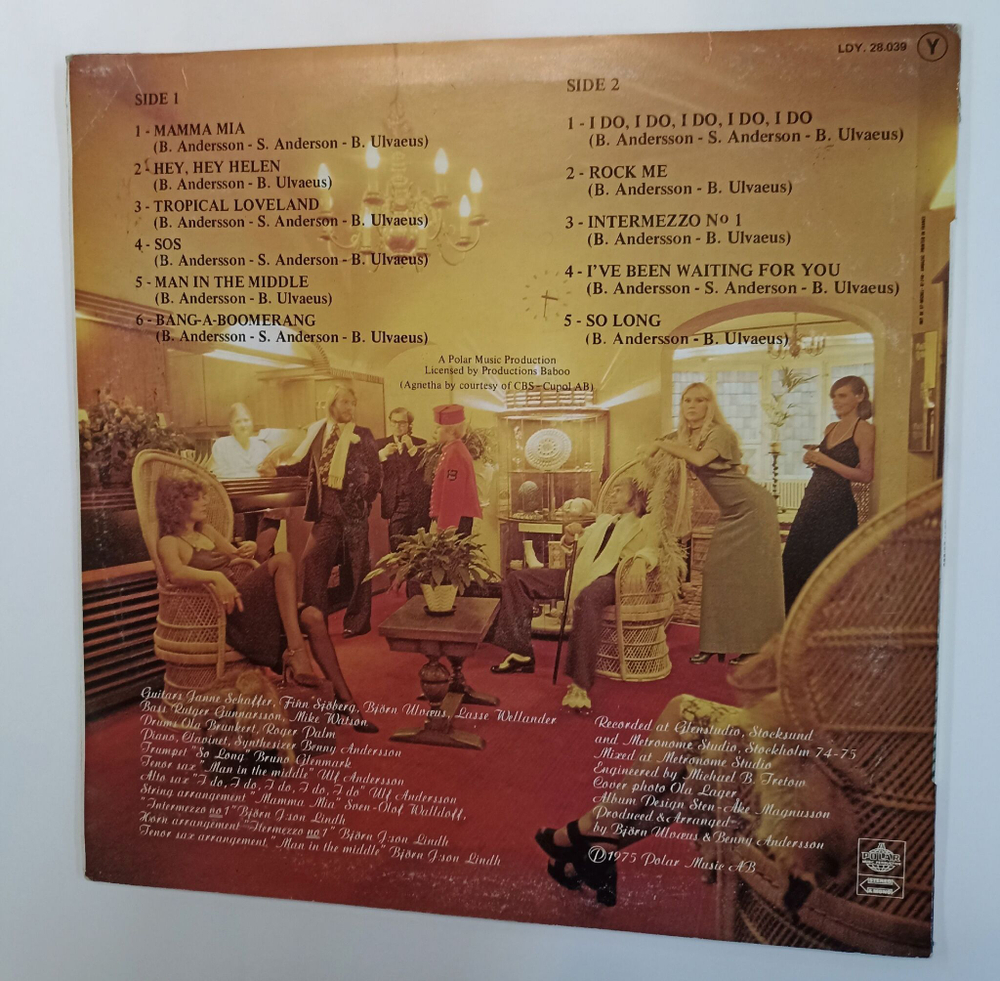 LDY. 28.039 Y
SIDE 1
1 - MAMMA MIA
(B. Andersson - S. Anderson - B. Ulvaeus)
2 - HEY, HEY HELEN
(B. Andersson - B. Ulvaeus)
3 - TROPICAL LOVELAND
(B. Andersson - S. Anderson - B. Ulvaeus)
4 - SOS
(B. Andersson - S. Anderson - B. Ulvaeus)
5 - MAN IN THE MIDDLE
(B. Andersson - B. Ulvaeus)
6 - BANG-A-BOOMERANG
(B. Andersson - S. Anderson - B. Ulvaeus)
SIDE 2
1 - I DO, I DO, I DO, I DO, I DO
(B. Andersson - S. Anderson - B. Ulvaeus)
2 - ROCK ME
(B. Andersson - B. Ulvaeus)
3 - INTERMEZZO Nº 1
(B. Andersson - B. Ulvaeus)
4 - I'VE BEEN WAITING FOR YOU
(B. Andersson - S. Anderson - B. Ulvaeus)
5 - SO LONG
(B. Andersson - B. Ulvaeus)
A Polar Music Production
Licensed by Productions Baboo
(Agnetha by courtesy of CBS-Cupol AB)
Guitars Janne Schaffer, Finn Sjöberg, Björn Ulvæus, Lasse Wellander
Bass Rutger Gunnarsson, Mike Watson
Drums Ola Brunkert, Roger Palm
Piano, Clavinet, Synthesizer Benny Andersson
Trumpet "So Long" Bruno Glenmark
Tenor sax "Man in the middle" Ulf Andersson
Alto sax "I do, I do, I do, I do, I do" Ulf Andersson
String arrangement "Mamma Mia" Sven-Olof Walldoff,
"Intermezzo no 1" Björn J:son Lindh
Horn arrangement "Itermezzo no 1" Björn J:son Lindh
Tenor sax arrangement, "Man in the middle" Björn J:son Lindh
Recorded at Glenstudio, Stocksund
and Metronome Studio, Stockholm 74-75
Mixed at Metronome Studio
Engineered by Michael B. Tretow
Cover photo Ola Lager
Album Design Sten-Åke Magnusson
Produced & Arranged
by Björn Ulvæus & Benny Andersson
℗ 1975 Polar Music AB
POLAR
STEREO